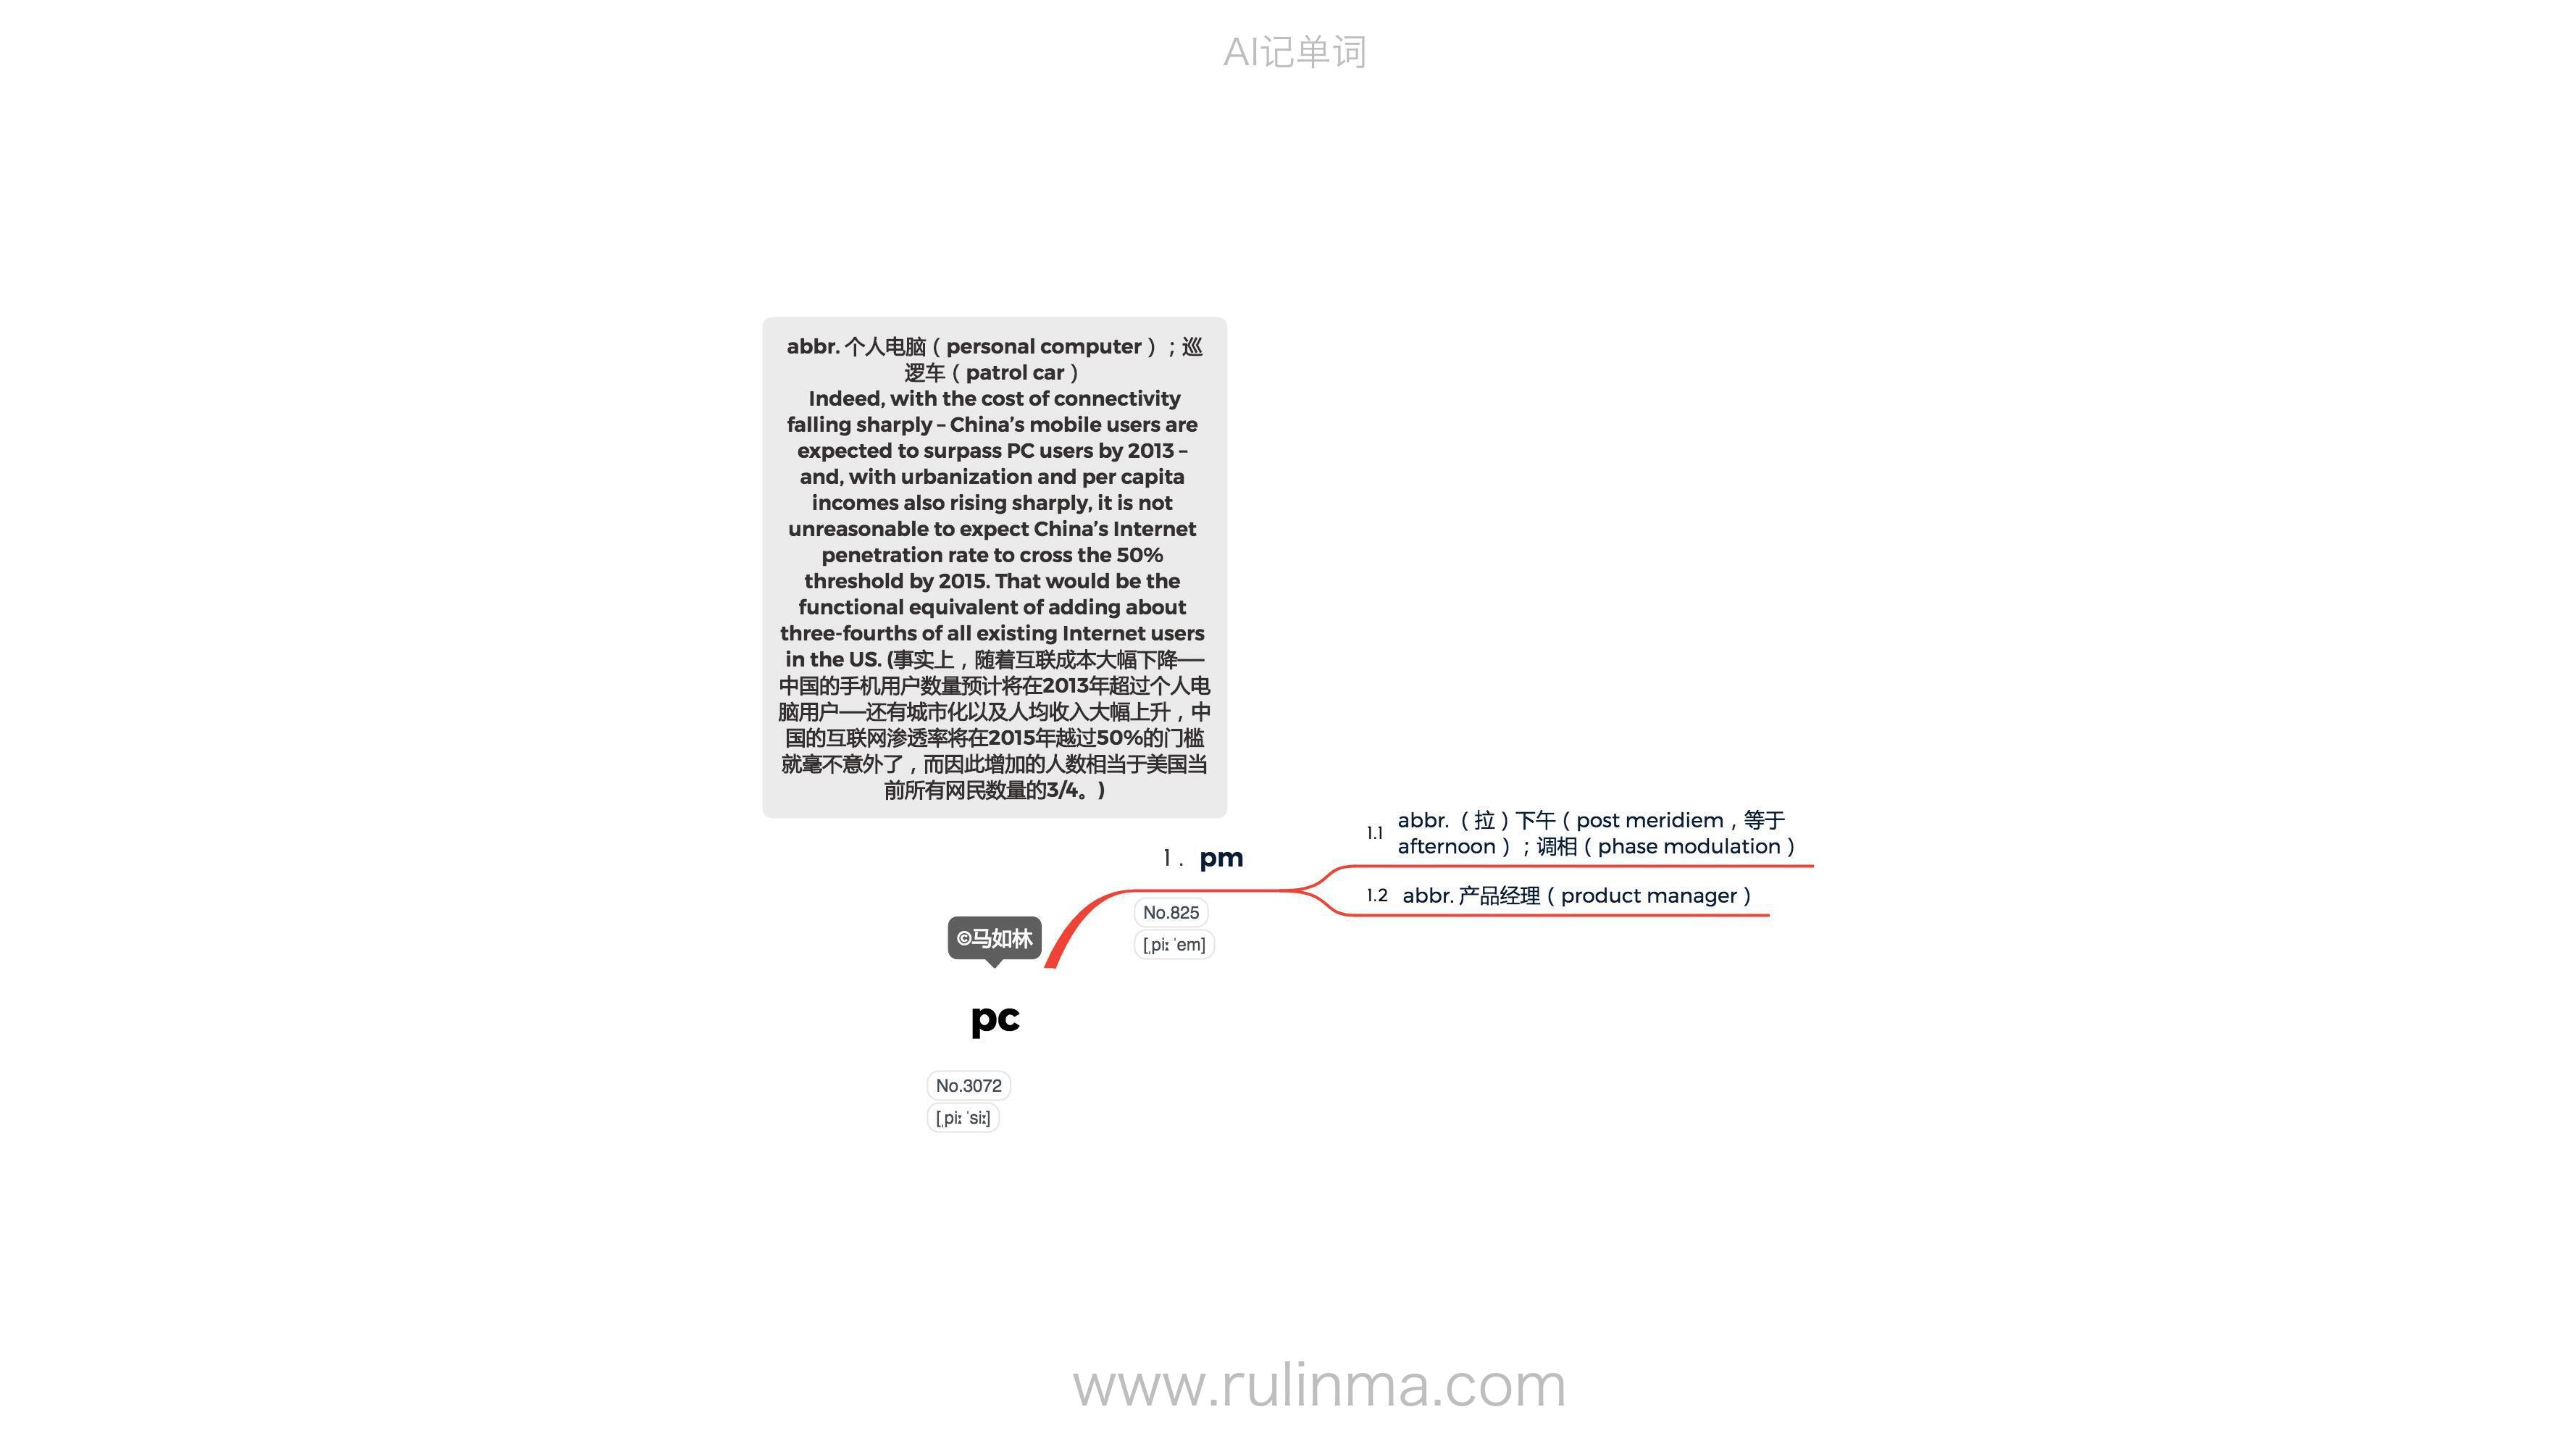 AI记单词
abbr. 个人电脑（personal computer）；巡
逻车（patrol car）
Indeed, with the cost of connectivity
falling sharply – China’s mobile users are
expected to surpass PC users by 2013 –
and, with urbanization and per capita
incomes also rising sharply, it is not
unreasonable to expect China’s Internet
penetration rate to cross the 50%
threshold by 2015. That would be the
functional equivalent of adding about
three-fourths of all existing Internet users
in the US. (事实上，随着互联成本大幅下降——
中国的手机用户数量预计将在2013年超过个人电
脑用户——还有城市化以及人均收入大幅上升，中
国的互联网渗透率将在2015年越过50%的门槛
就毫不意外了，而因此增加的人数相当于美国当
前所有网民数量的3/4。)
1. pm
No.825
[ˌpiː ˈem]
1.1 abbr.（拉）下午（post meridiem，等于
afternoon）；调相（phase modulation）
1.2 abbr. 产品经理（product manager）
©马如林
pc
No.3072
[ˌpiː ˈsiː]
www.rulinma.com